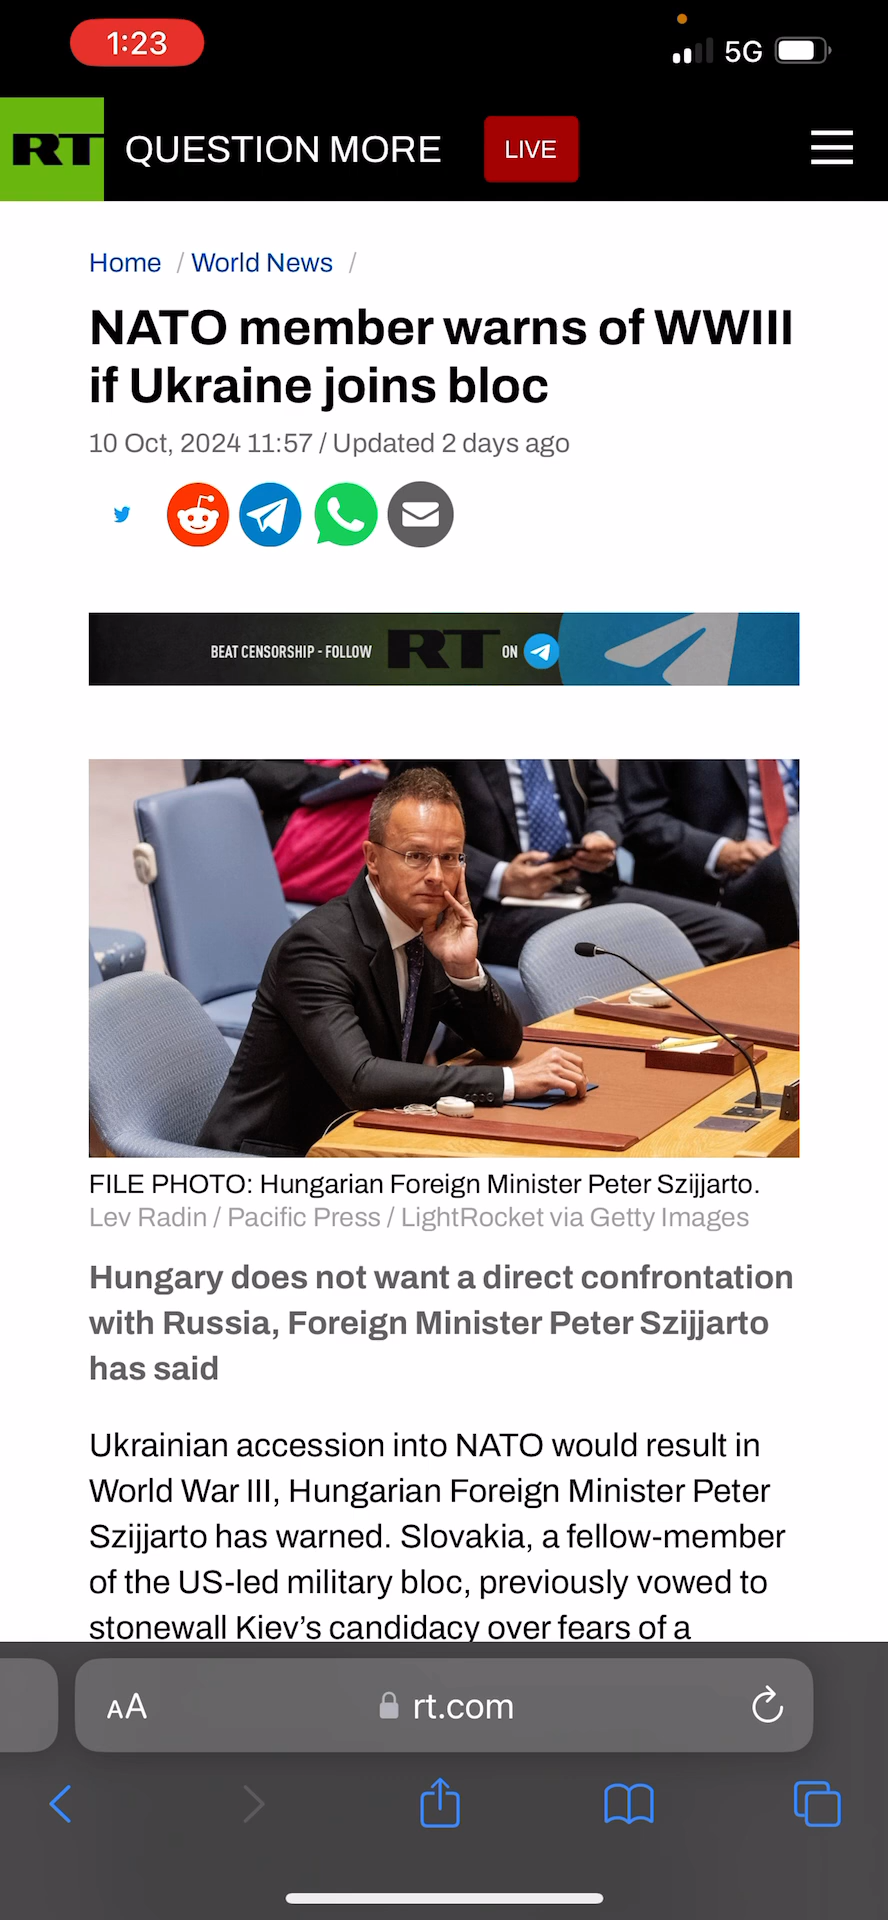 1:23
5G
RT QUESTION MORE LIVE
Home / World News /
NATO member warns of WWIII
if Ukraine joins bloc
10 Oct, 2024 11:57 / Updated 2 days ago
BEAT CENSORSHIP - FOLLOW RT ON
FILE PHOTO: Hungarian Foreign Minister Peter Szijjarto.
Lev Radin / Pacific Press / LightRocket via Getty Images
Hungary does not want a direct confrontation
with Russia, Foreign Minister Peter Szijjarto
has said
Ukrainian accession into NATO would result in
World War III, Hungarian Foreign Minister Peter
Szijjarto has warned. Slovakia, a fellow-member
of the US-led military bloc, previously vowed to
stonewall Kiev’s candidacy over fears of a
AA rt.com